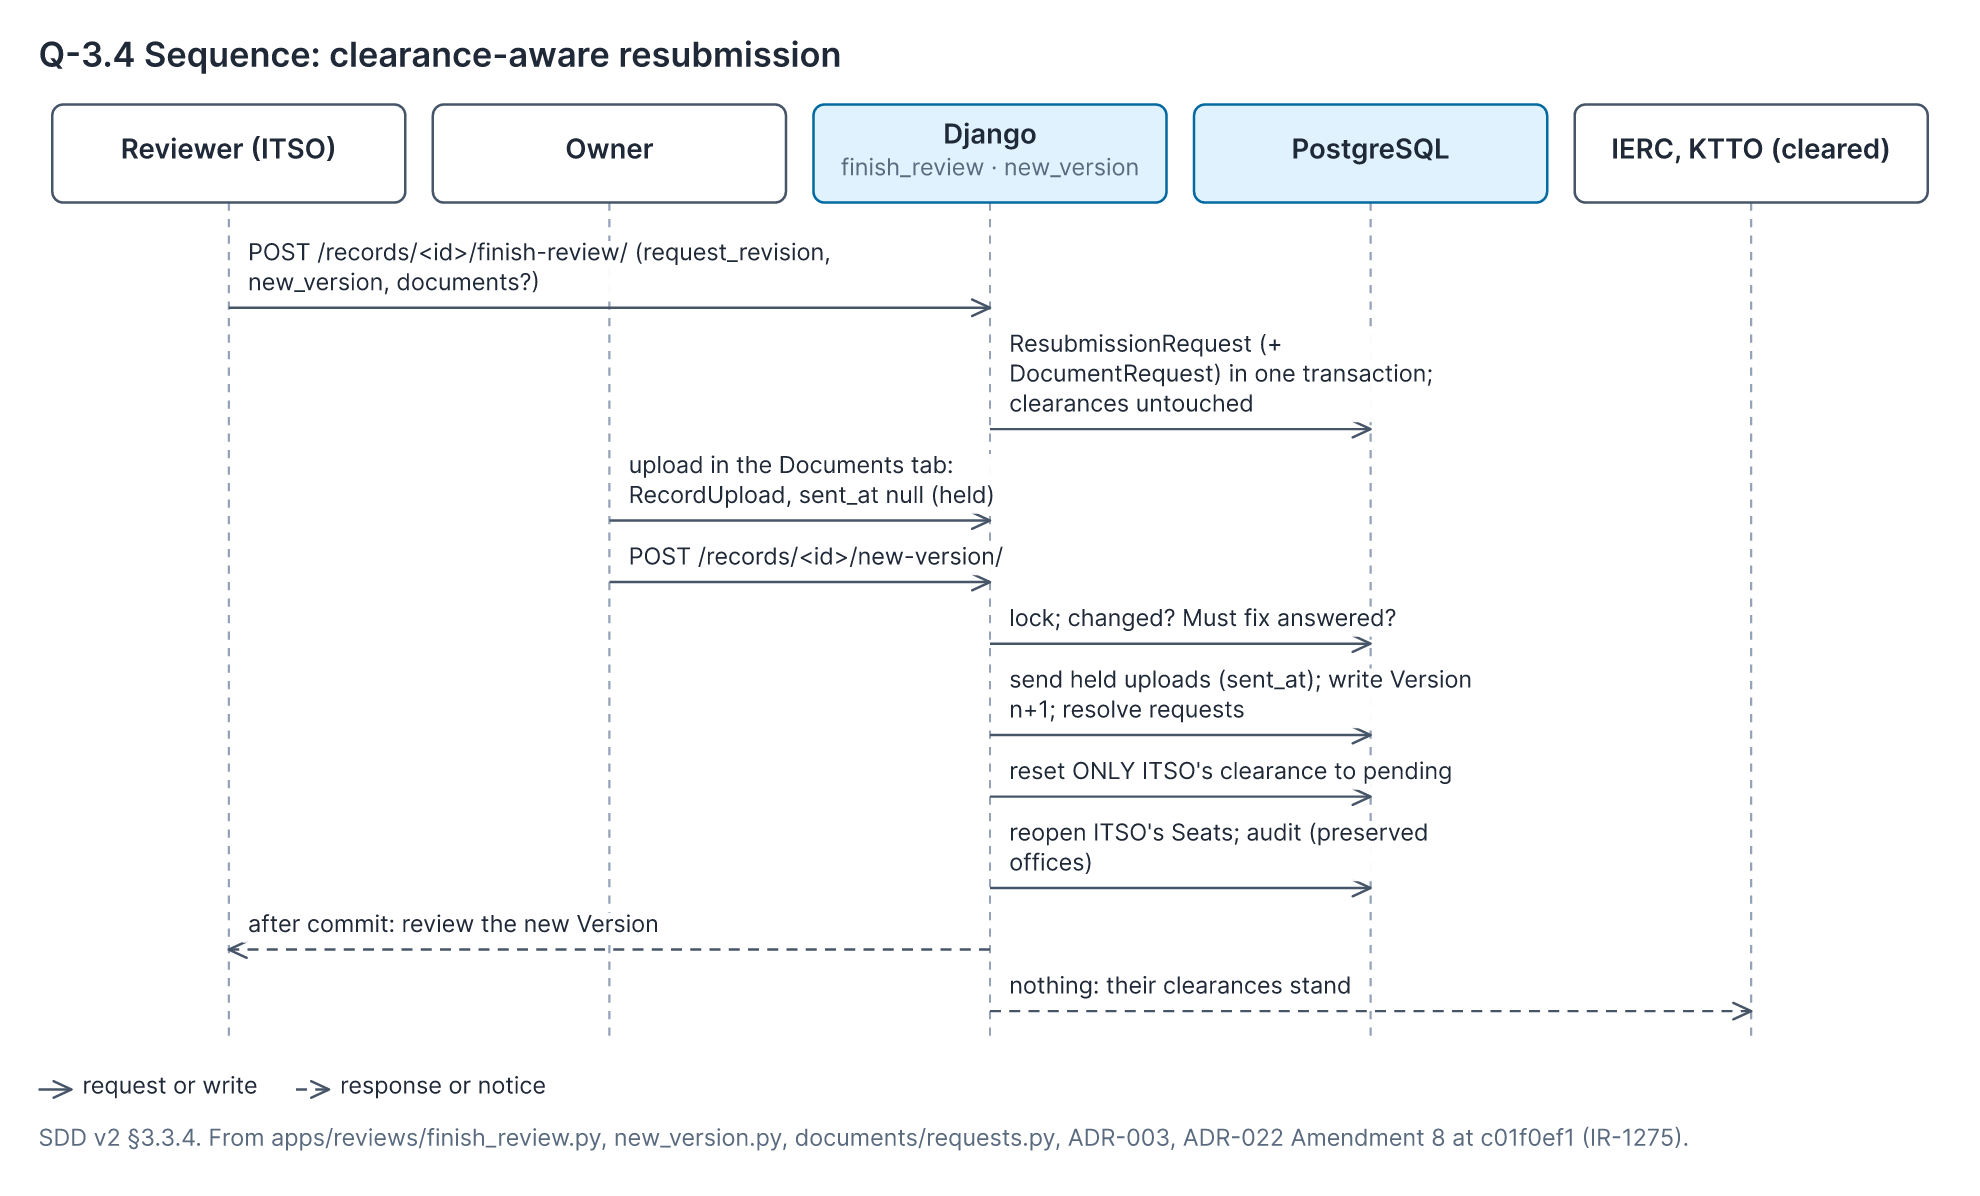 Q-3.4 Sequence: clearance-aware resubmission
Reviewer (ITSO)
Owner
Django
finish_review · new_version
PostgreSQL
IERC, KTTO (cleared)
POST /records/<id>/finish-review/ (request_revision,
new_version, documents?)
ResubmissionRequest (+
DocumentRequest) in one transaction;
clearances untouched
upload in the Documents tab:
RecordUpload, sent_at null (held)
POST /records/<id>/new-version/
lock; changed? Must fix answered?
send held uploads (sent_at); write Version
n+1; resolve requests
reset ONLY ITSO's clearance to pending
reopen ITSO's Seats; audit (preserved
offices)
after commit: review the new Version
nothing: their clearances stand
request or write
response or notice
SDD v2 §3.3.4. From apps/reviews/finish_review.py, new_version.py, documents/requests.py, ADR-003, ADR-022 Amendment 8 at c01f0ef1 (IR-1275).